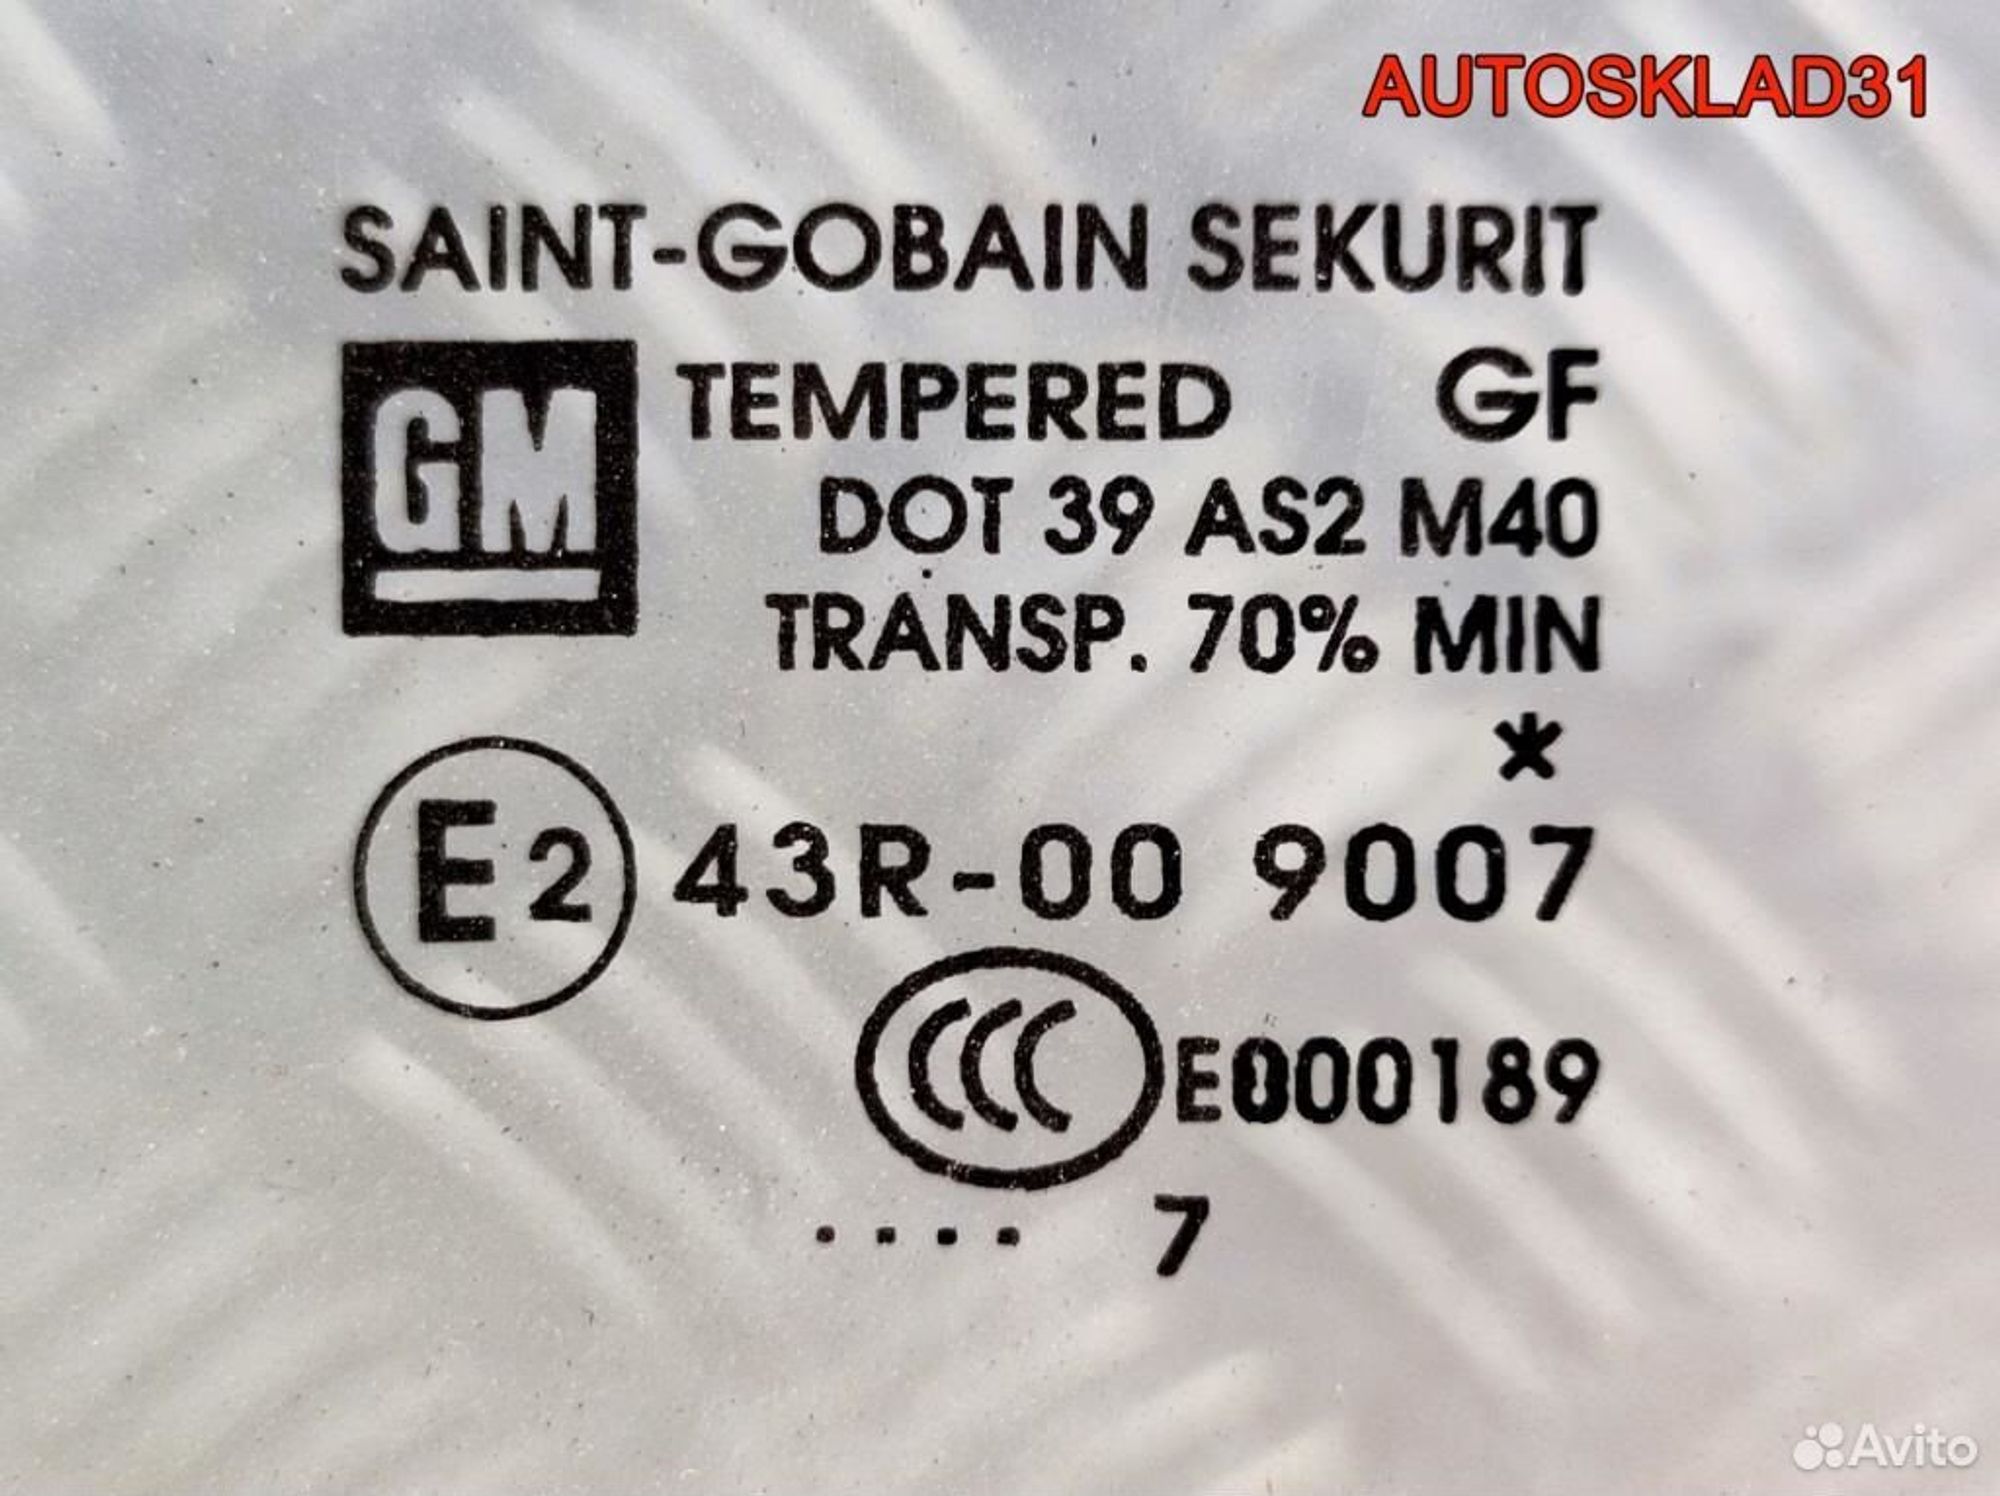 AUTOSKLAD31
SAINT-GOBAIN SEKURIT
GM
TEMPERED GF
DOT 39 AS2 M40
TRANSP. 70% MIN
*
E2 43R-00 9007
CCC E000189
.... 7
Avito